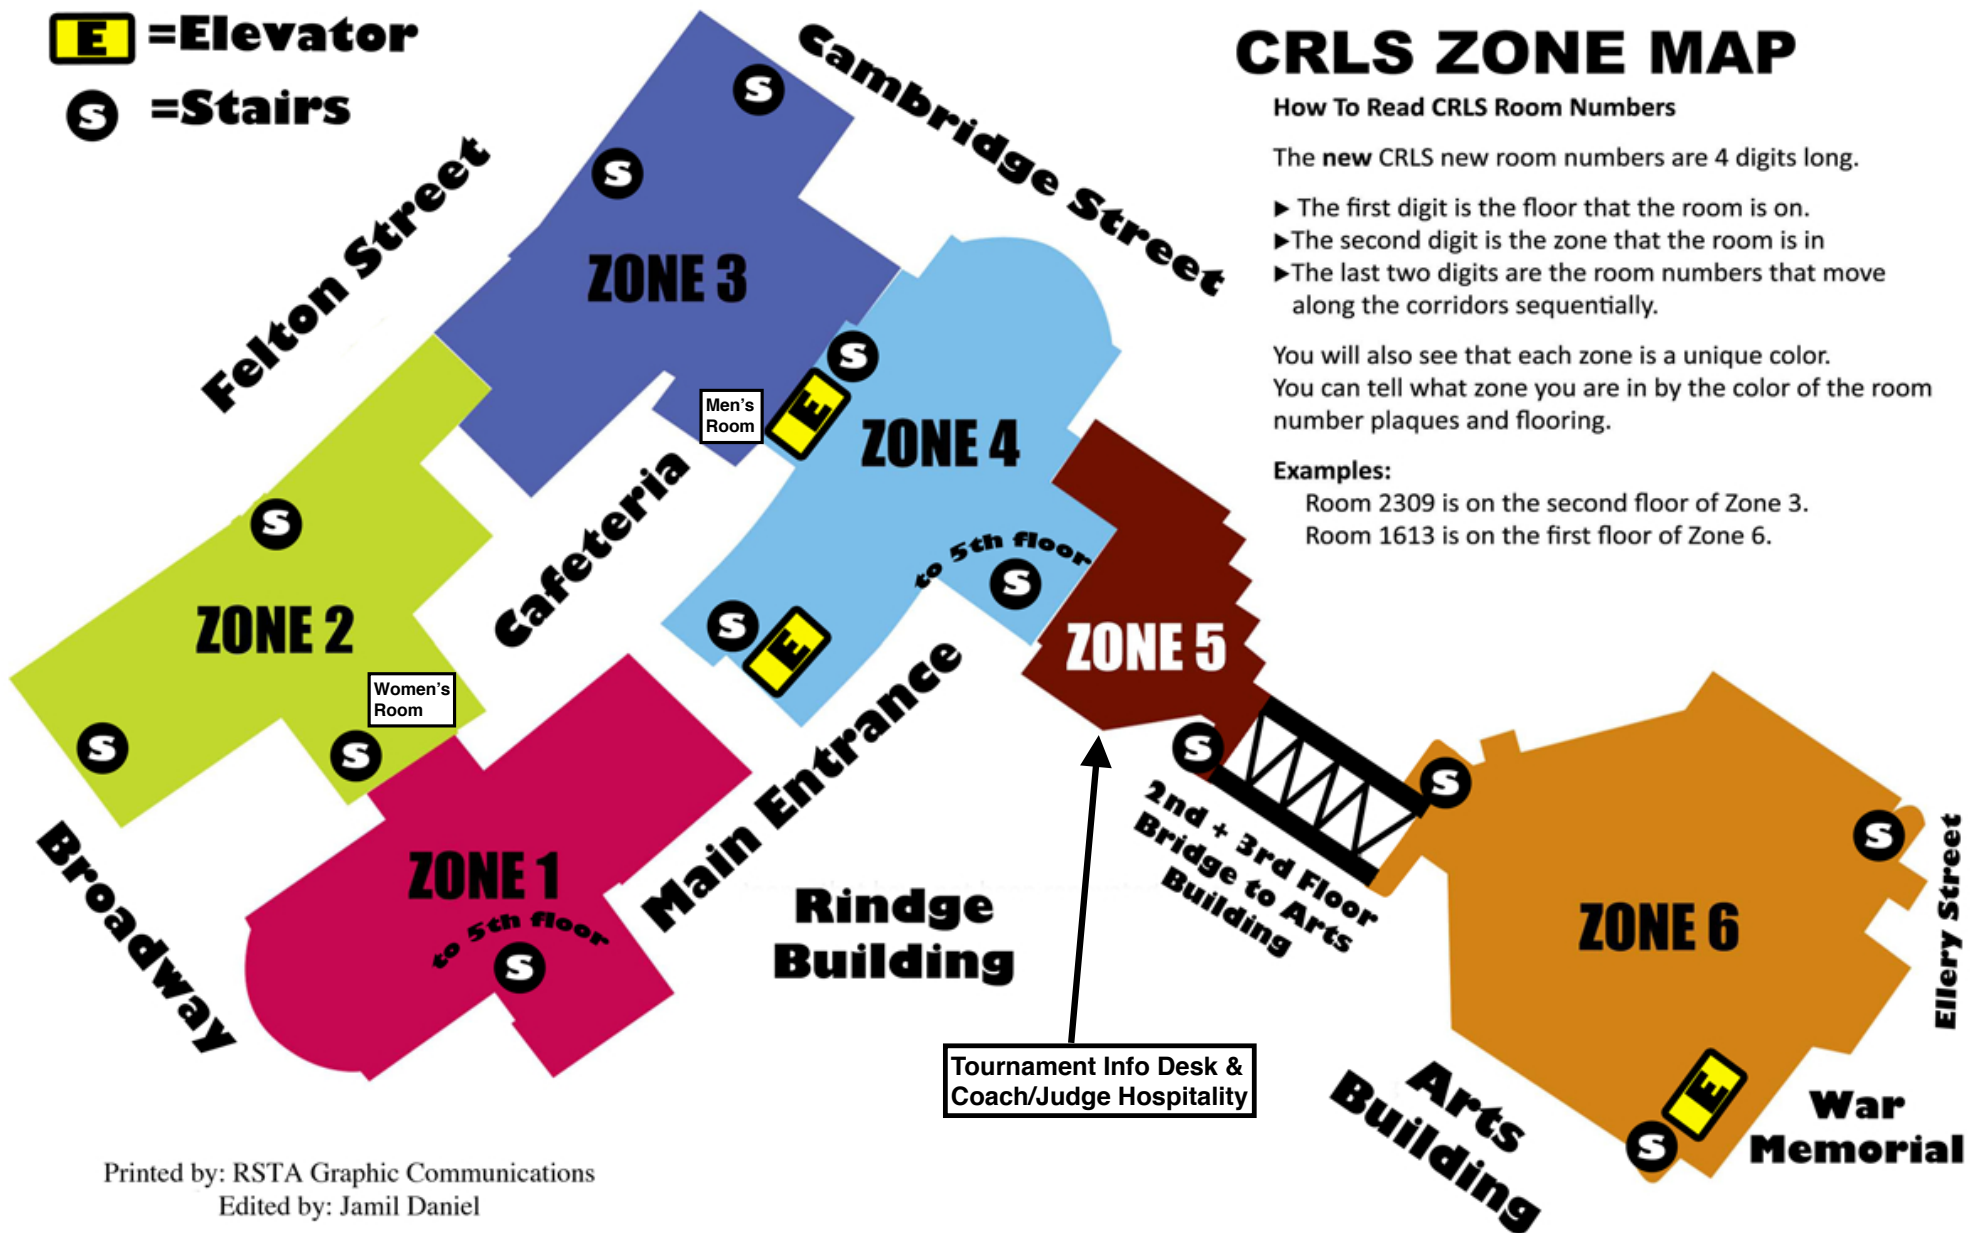 E =Elevator
S =Stairs
CRLS ZONE MAP
How To Read CRLS Room Numbers
The new CRLS new room numbers are 4 digits long.
▶ The first digit is the floor that the room is on.
▶The second digit is the zone that the room is in
▶The last two digits are the room numbers that move
along the corridors sequentially.
You will also see that each zone is a unique color.
You can tell what zone you are in by the color of the room
number plaques and flooring.
Examples:
Room 2309 is on the second floor of Zone 3.
Room 1613 is on the first floor of Zone 6.
Cambridge Street
Felton Street
S
S
ZONE 3
Men's
Room
S
E
ZONE 4
Cafeteria
to 5th floor
S
S
E
S
ZONE 2
Women's
Room
S
S
ZONE 5
S
Main Entrance
ZONE 1
to 5th floor
S
Broadway
Rindge
Building
2nd + 3rd Floor
Bridge to Arts
Building
S
S
ZONE 6
Ellery Street
E
S
Tournament Info Desk &
Coach/Judge Hospitality
Arts
Building
War
Memorial
Printed by: RSTA Graphic Communications
Edited by: Jamil Daniel